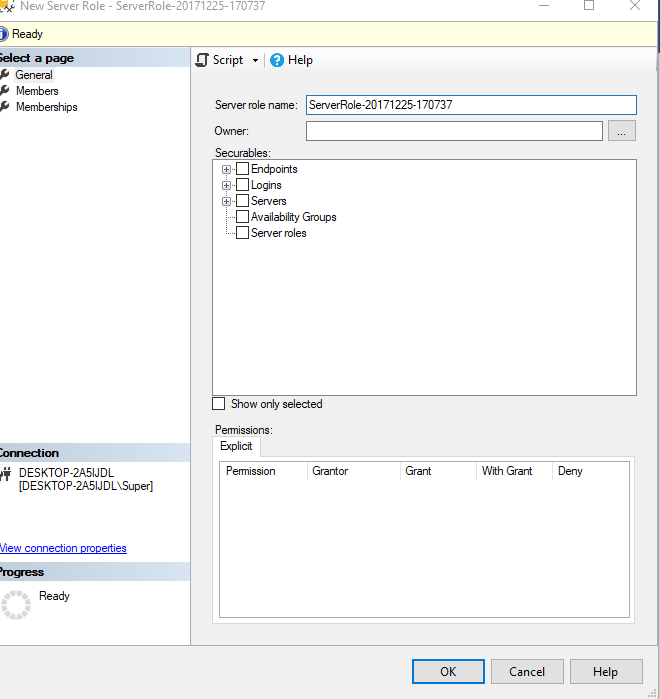 New Server Role - ServerRole-20171225-170737
Ready
Select a page
General
Members
Memberships
Script
Help
Server role name: ServerRole-20171225-170737
Owner:
...
Securables:
Endpoints
Logins
Servers
Availability Groups
Server roles
Show only selected
Permissions:
Explicit
Permission Grantor Grant With Grant Deny
Connection
DESKTOP-2A5IJDL
[DESKTOP-2A5IJDL\Super]
View connection properties
Progress
Ready
OK Cancel Help